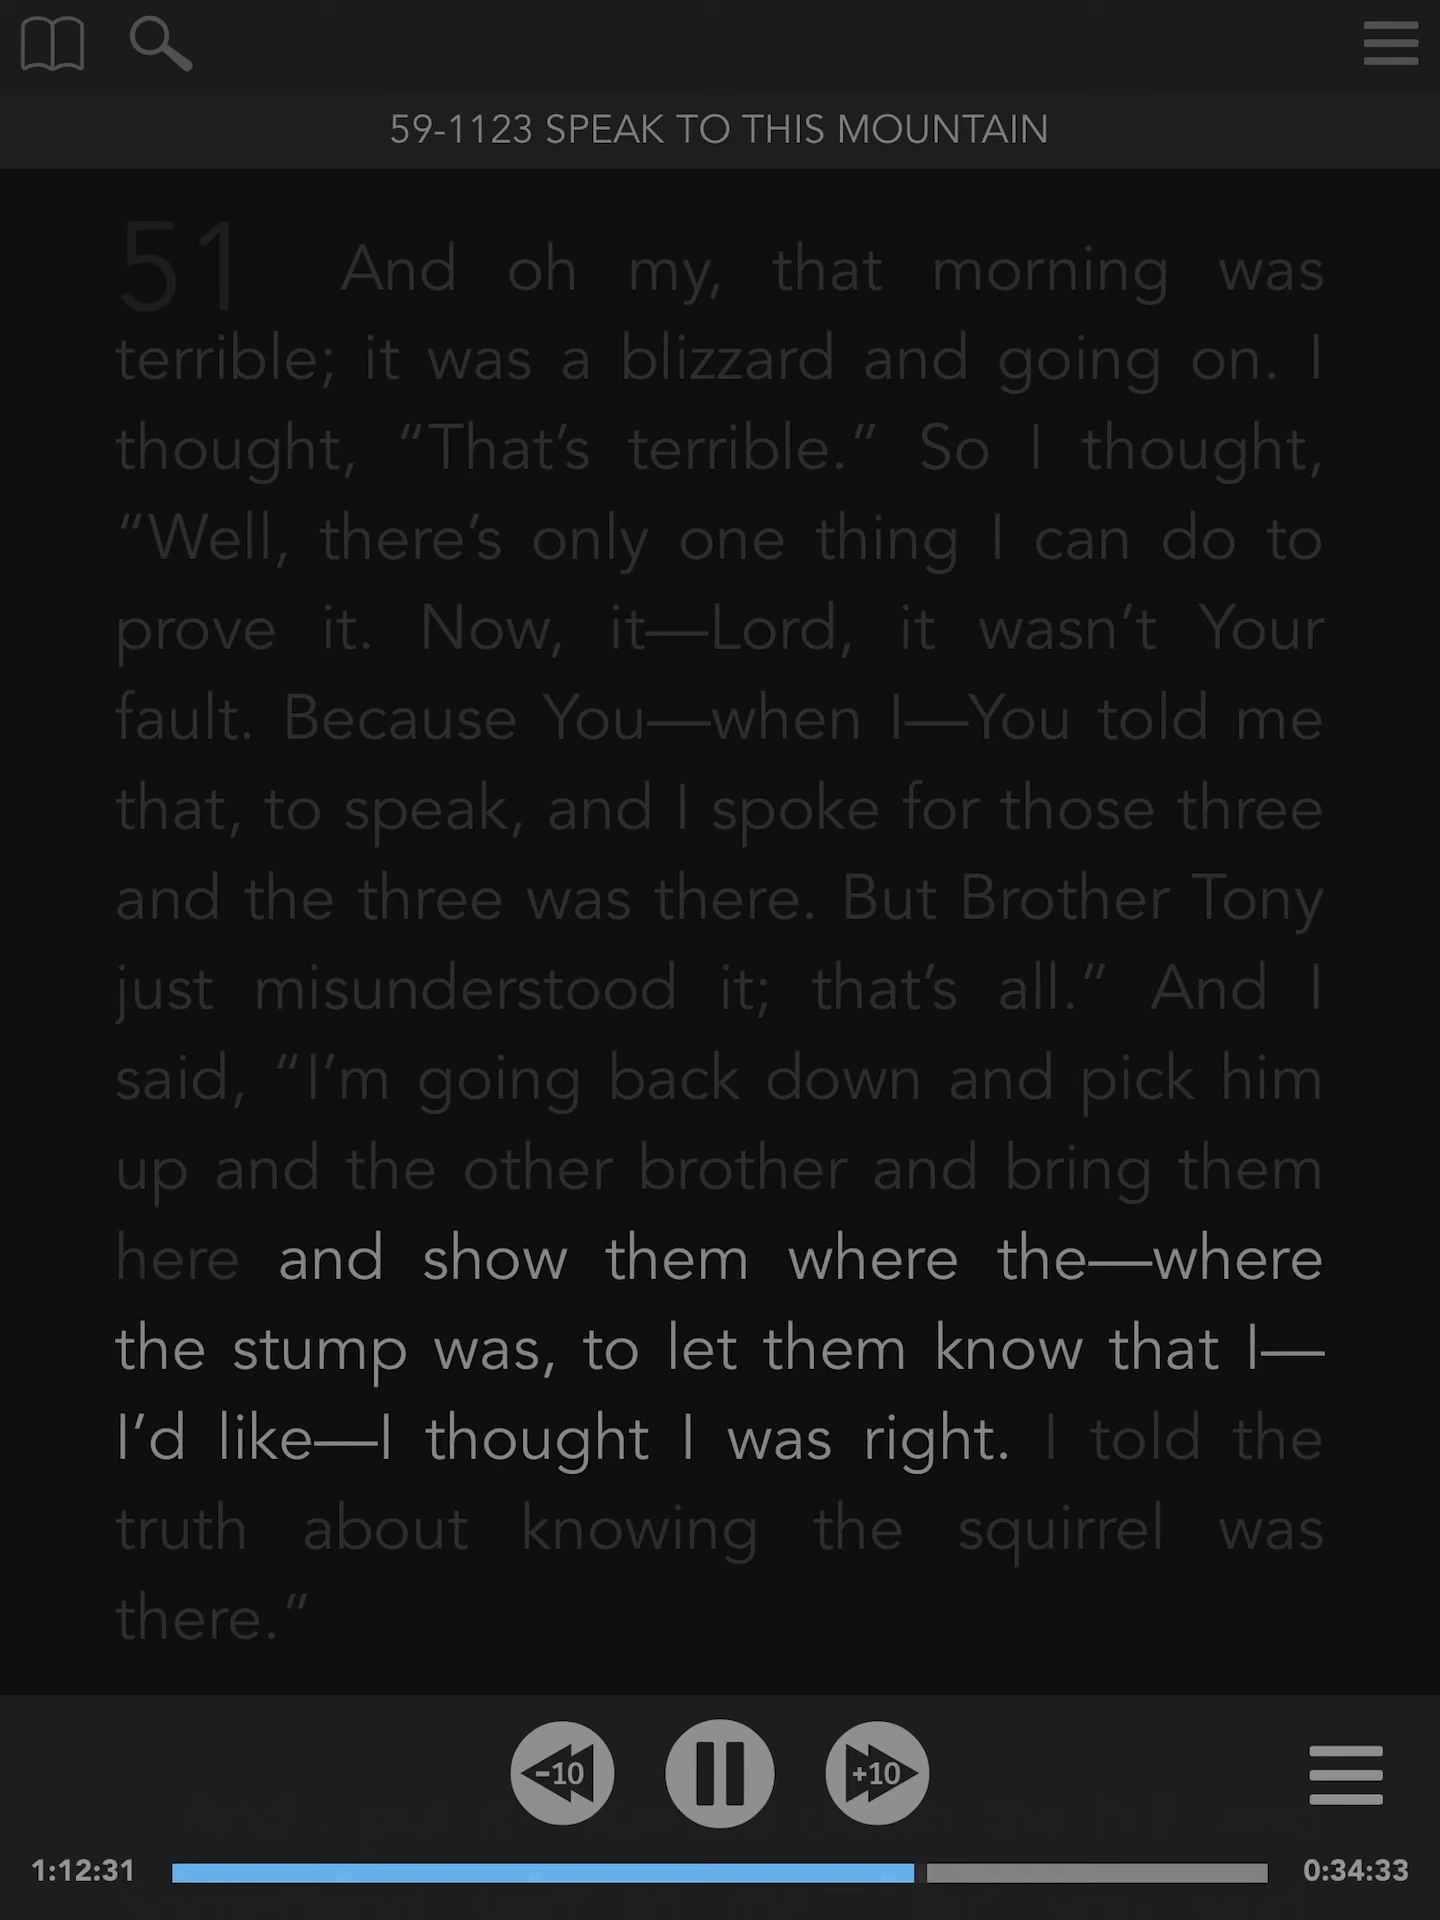 59-1123 SPEAK TO THIS MOUNTAIN
51 And oh my, that morning was
terrible; it was a blizzard and going on. I
thought, “That’s terrible.” So I thought,
“Well, there’s only one thing I can do to
prove it. Now, it—Lord, it wasn’t Your
fault. Because You—when I—You told me
that, to speak, and I spoke for those three
and the three was there. But Brother Tony
just misunderstood it; that’s all.” And I
said, “I’m going back down and pick him
up and the other brother and bring them
here and show them where the—where
the stump was, to let them know that I—
I’d like—I thought I was right. I told the
truth about knowing the squirrel was
there.”
-10 +10
1:12:31 0:34:33